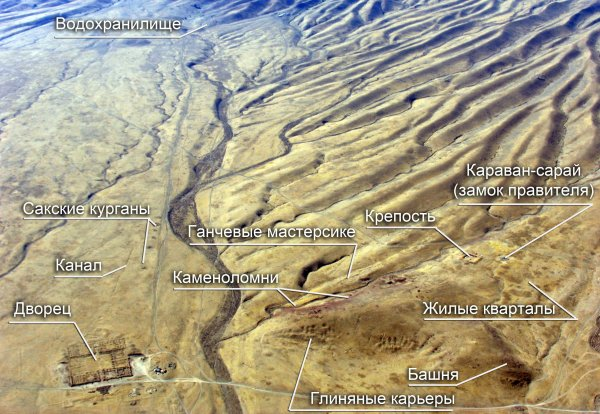 Водохранилище
Караван-сарай
(замок правителя)
Сакские курганы
Крепость
Ганчевые мастерсике
Канал
Каменоломни
Дворец
Жилые кварталы
Башня
Глиняные карьеры